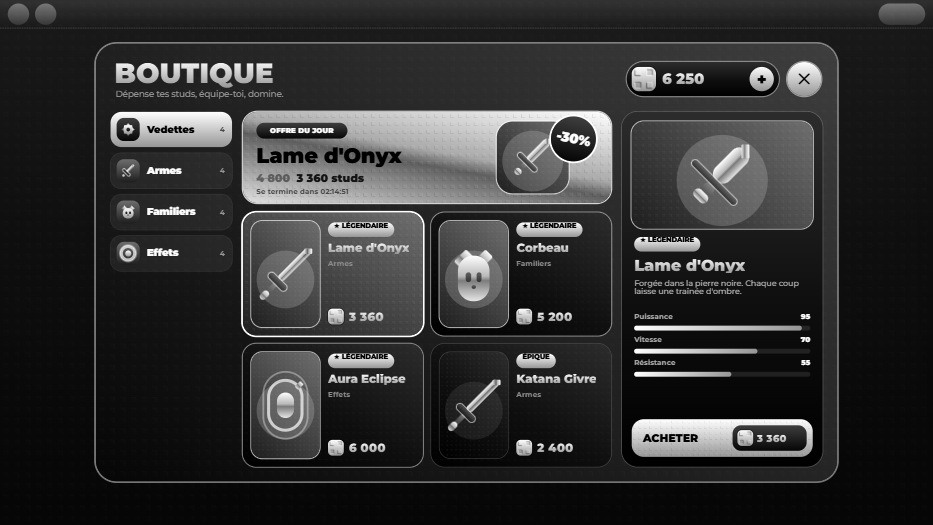 BOUTIQUE
Dépense tes studs, équipe-toi, domine.
6 250
+
×
Vedettes 4
Armes 4
Familiers 4
Effets 4
OFFRE DU JOUR
Lame d'Onyx
4 800 3 360 studs
Se termine dans 02:14:51
-30%
★ LÉGENDAIRE
Lame d'Onyx
Armes
3 360
★ LÉGENDAIRE
Corbeau
Familiers
5 200
★ LÉGENDAIRE
Aura Eclipse
Effets
6 000
ÉPIQUE
Katana Givre
Armes
2 400
★ LÉGENDAIRE
Lame d'Onyx
Forgée dans la pierre noire. Chaque coup
laisse une traînée d'ombre.
Puissance 95
Vitesse 70
Résistance 55
ACHETER 3 360